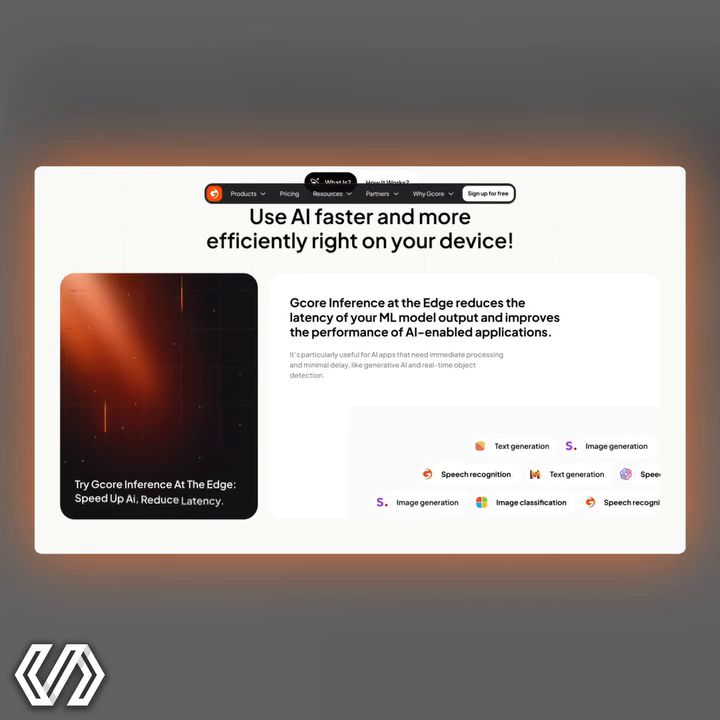 What Is? How It Works?
Products Pricing Resources Partners Why Gcore Sign up for free
Use AI faster and more
efficiently right on your device!
Gcore Inference at the Edge reduces the
latency of your ML model output and improves
the performance of AI-enabled applications.
It's particularly useful for AI apps that need immediate processing
and minimal delay, like generative AI and real-time object
detection.
Try Gcore Inference At The Edge:
Speed Up Ai, Reduce Latency.
Text generation S. Image generation
Speech recognition Text generation Spee
S. Image generation Image classification Speech recogni